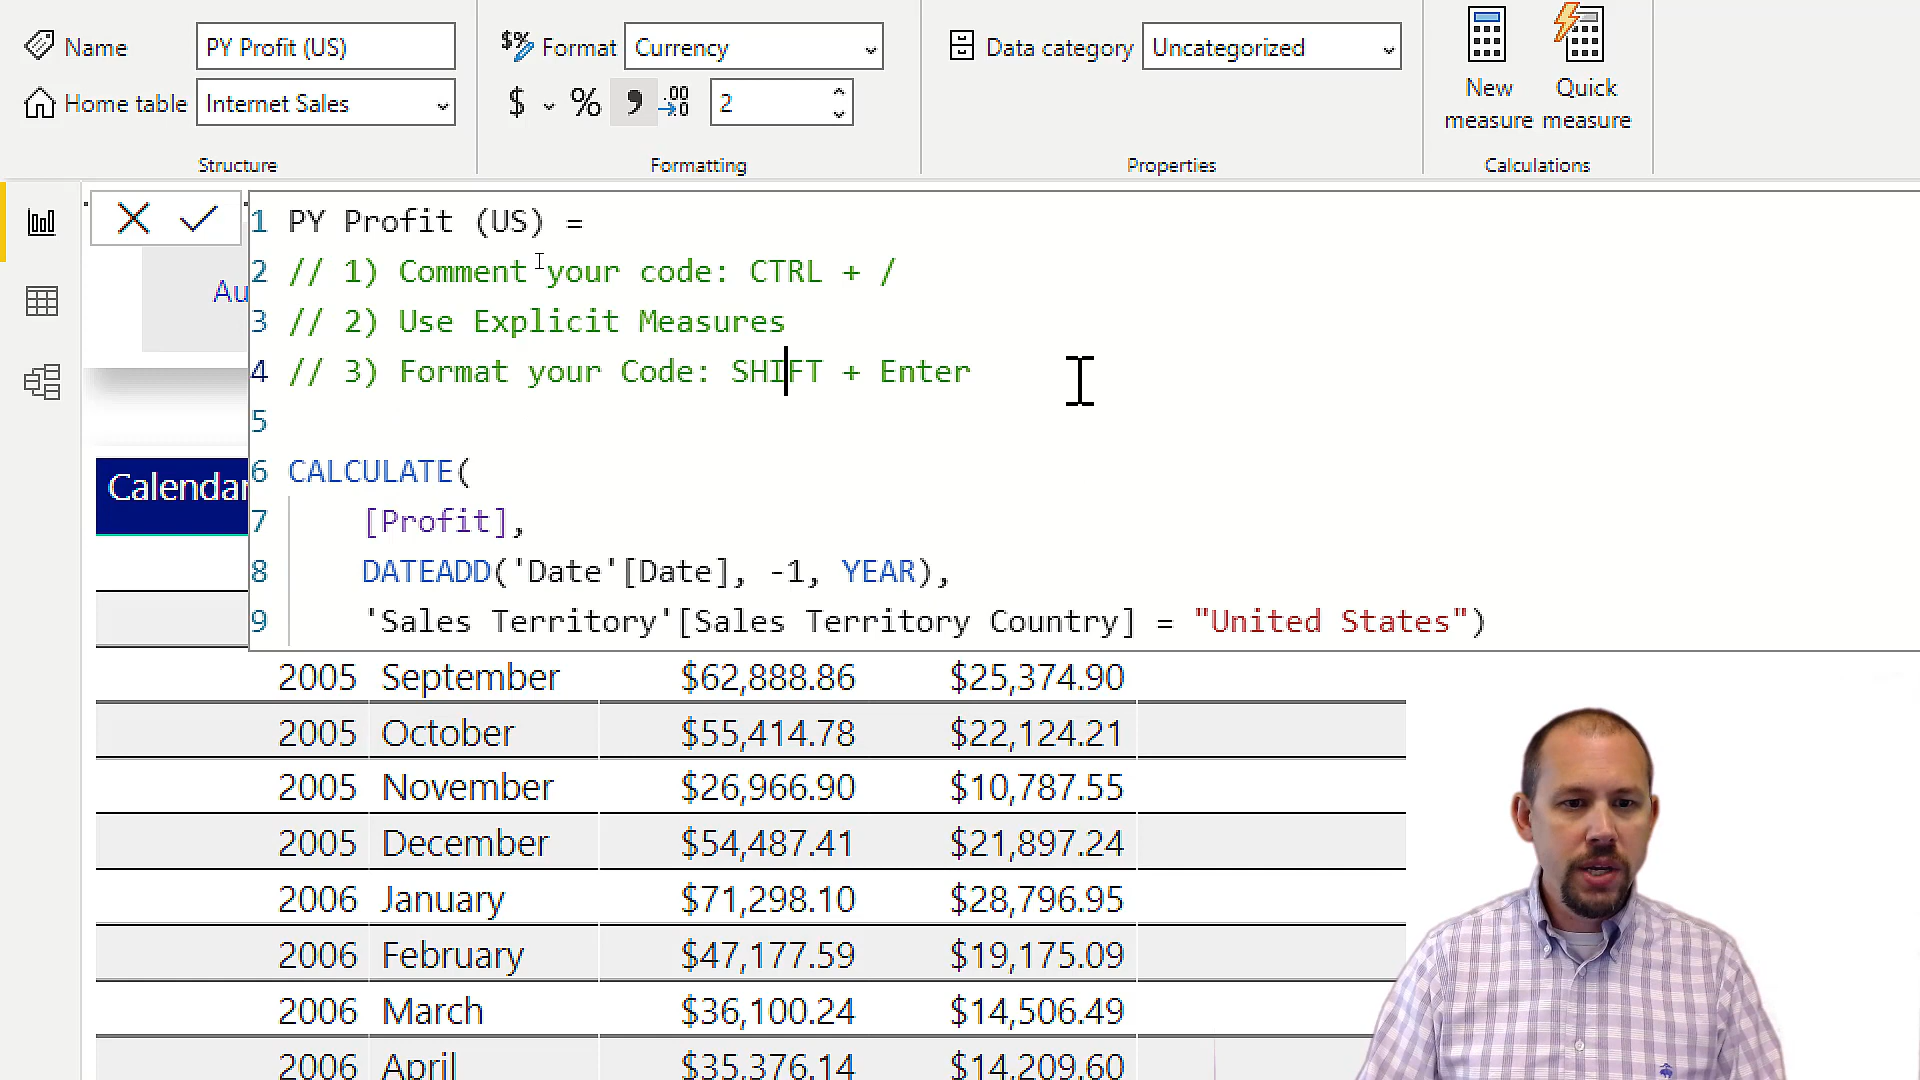 Name PY Profit (US) $% Format Currency Data category Uncategorized
Home table Internet Sales $ % , .00 .0 2
New measure
Quick measure
Structure Formatting Properties Calculations
1 PY Profit (US) =
2 // 1) Comment your code: CTRL + /
3 // 2) Use Explicit Measures
4 // 3) Format your Code: SHIFT + Enter
5
6 CALCULATE(
7 [Profit],
8 DATEADD('Date'[Date], -1, YEAR),
9 'Sales Territory'[Sales Territory Country] = "United States")
Au
Calendar
2005 September $62,888.86 $25,374.90
2005 October $55,414.78 $22,124.21
2005 November $26,966.90 $10,787.55
2005 December $54,487.41 $21,897.24
2006 January $71,298.10 $28,796.95
2006 February $47,177.59 $19,175.09
2006 March $36,100.24 $14,506.49
2006 April $35,376.14 $14,209.60